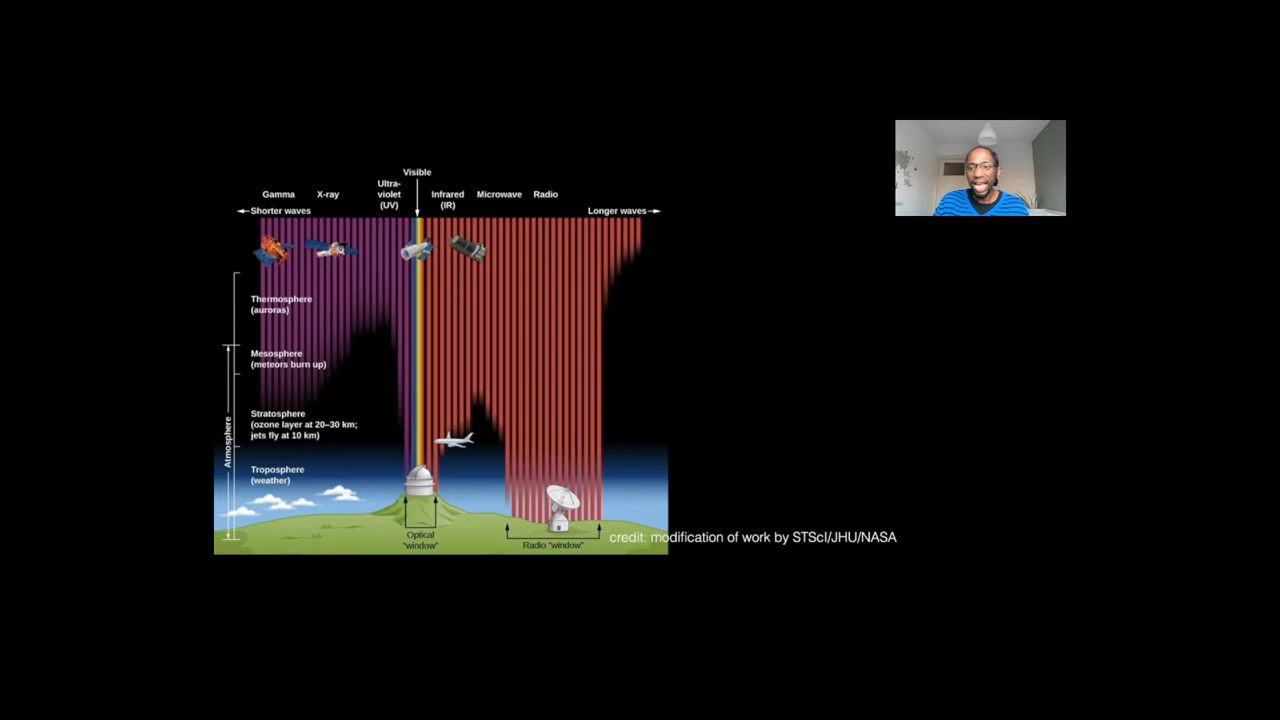 Visible
Gamma
X-ray
Ultra-
violet
(UV)
Infrared
(IR)
Microwave
Radio
Shorter waves
Longer waves
Thermosphere
(auroras)
Mesosphere
(meteors burn up)
Stratosphere
(ozone layer at 20–30 km;
jets fly at 10 km)
Atmosphere
Troposphere
(weather)
Optical
"window"
Radio "window"
credit: modification of work by STScI/JHU/NASA